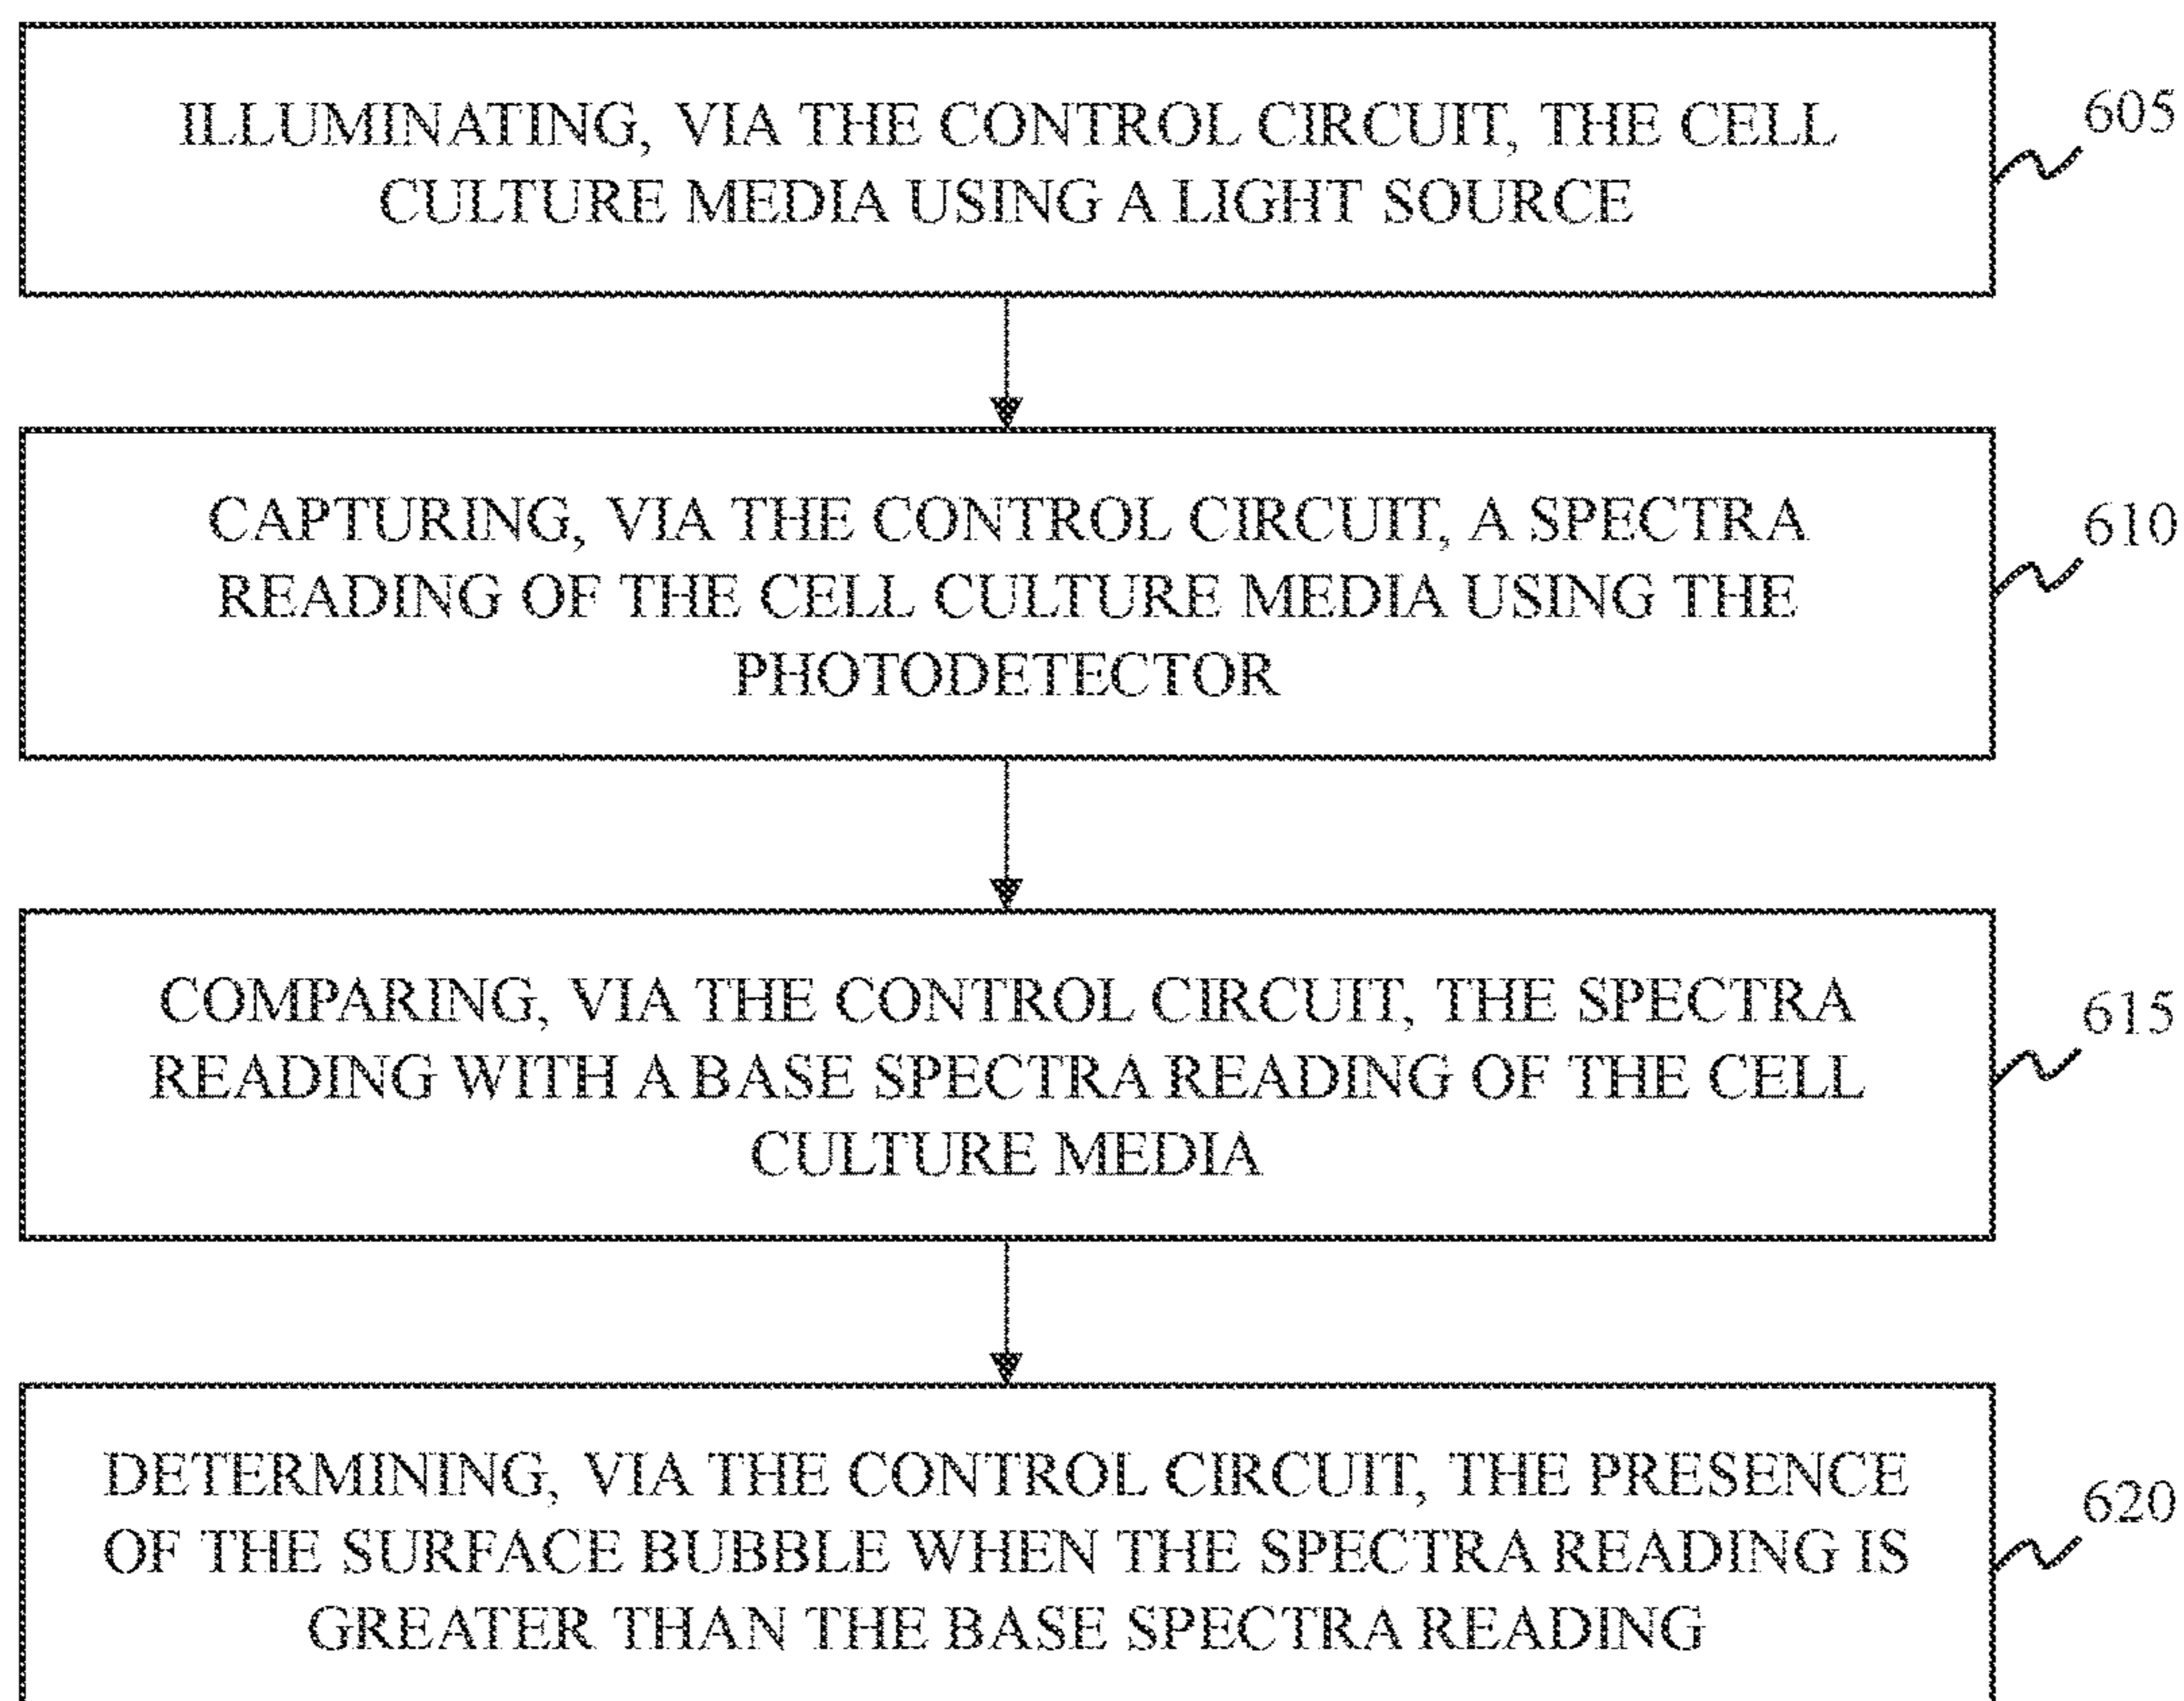 ILLUMINATING, VIA THE CONTROL CIRCUIT, THE CELL
CULTURE MEDIA USING A LIGHT SOURCE
605
CAPTURING, VIA THE CONTROL CIRCUIT, A SPECTRA
READING OF THE CELL CULTURE MEDIA USING THE
PHOTODETECTOR
610
COMPARING, VIA THE CONTROL CIRCUIT, THE SPECTRA
READING WITH A BASE SPECTRA READING OF THE CELL
CULTURE MEDIA
615
DETERMINING, VIA THE CONTROL CIRCUIT, THE PRESENCE
OF THE SURFACE BUBBLE WHEN THE SPECTRA READING IS
GREATER THAN THE BASE SPECTRA READING
620